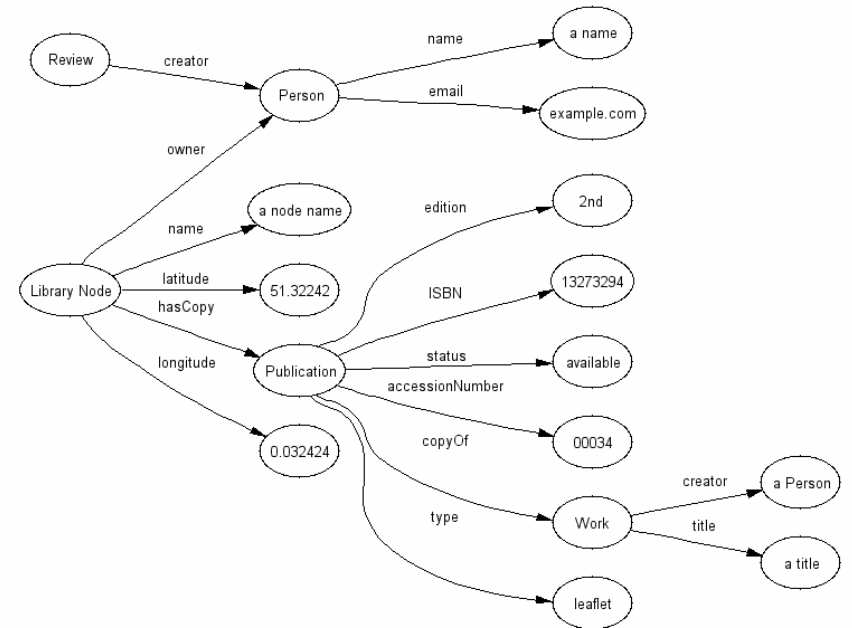 Review
creator
name
a name
Person
email
example.com
owner
name
a node name
edition
2nd
Library Node
latitude
51.32242
hasCopy
ISBN
13273294
longitude
Publication
status
available
accessionNumber
0.032424
copyOf
00034
type
Work
creator
a Person
title
a title
leaflet